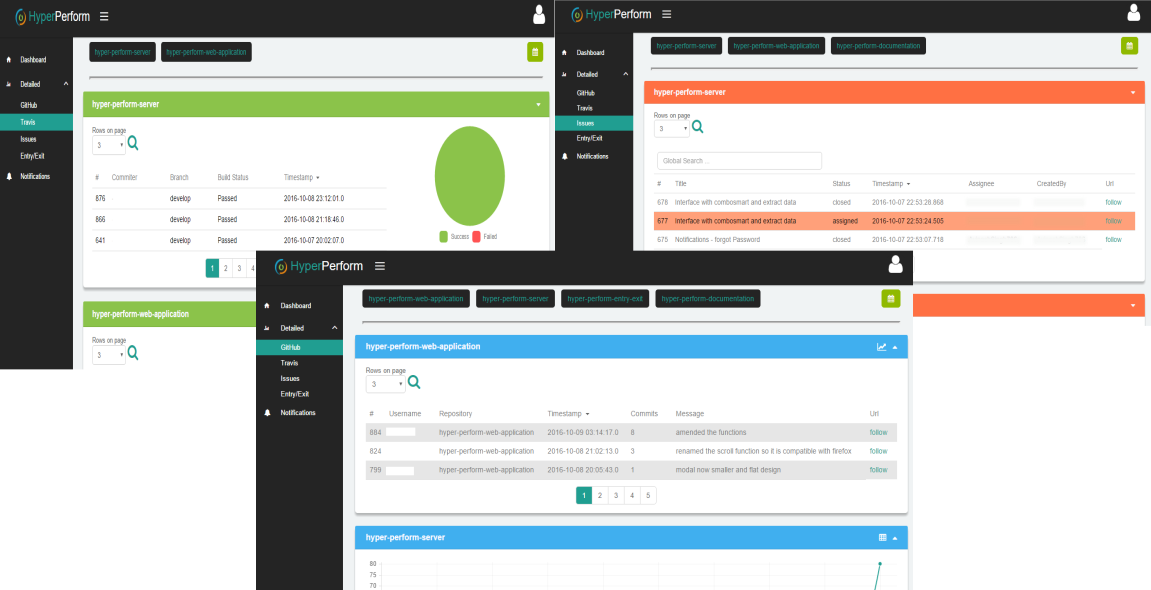 HyperPerform
hyper-perform-server hyper-perform-web-application
Dashboard
Detailed
GitHub
Travis
Issues
Entry/Exit
Notifications
hyper-perform-server
Rows on page
3
# Commiter Branch Build Status Timestamp
876 develop Passed 2016-10-08 23:12:01.0
866 develop Passed 2016-10-08 21:18:46.0
641 develop Passed 2016-10-07 20:02:07.0
Success Failed
1 2 3 4
hyper-perform-web-application
Rows on page
3
HyperPerform
hyper-perform-server hyper-perform-web-application hyper-perform-documentation
Dashboard
Detailed
GitHub
Travis
Issues
Entry/Exit
Notifications
hyper-perform-server
Rows on page
3
Global Search ...
# Title Status Timestamp Assignee CreatedBy Url
678 Interface with combosmart and extract data closed 2016-10-07 22:53:28.868 follow
677 Interface with combosmart and extract data assigned 2016-10-07 22:53:24.505 follow
675 Notifications - forgot Password closed 2016-10-07 22:53:07.718 follow
HyperPerform
hyper-perform-web-application hyper-perform-server hyper-perform-entry-exit hyper-perform-documentation
Dashboard
Detailed
GitHub
Travis
Issues
Entry/Exit
Notifications
hyper-perform-web-application
Rows on page
3
# Username Repository Timestamp Commits Message Url
884 hyper-perform-web-application 2016-10-09 03:14:17.0 8 amended the functions follow
824 hyper-perform-web-application 2016-10-08 21:02:13.0 3 renamed the scroll function so it is compatible with firefox follow
799 hyper-perform-web-application 2016-10-08 20:05:43.0 1 modal now smaller and flat design follow
1 2 3 4 5
hyper-perform-server
80
75
70